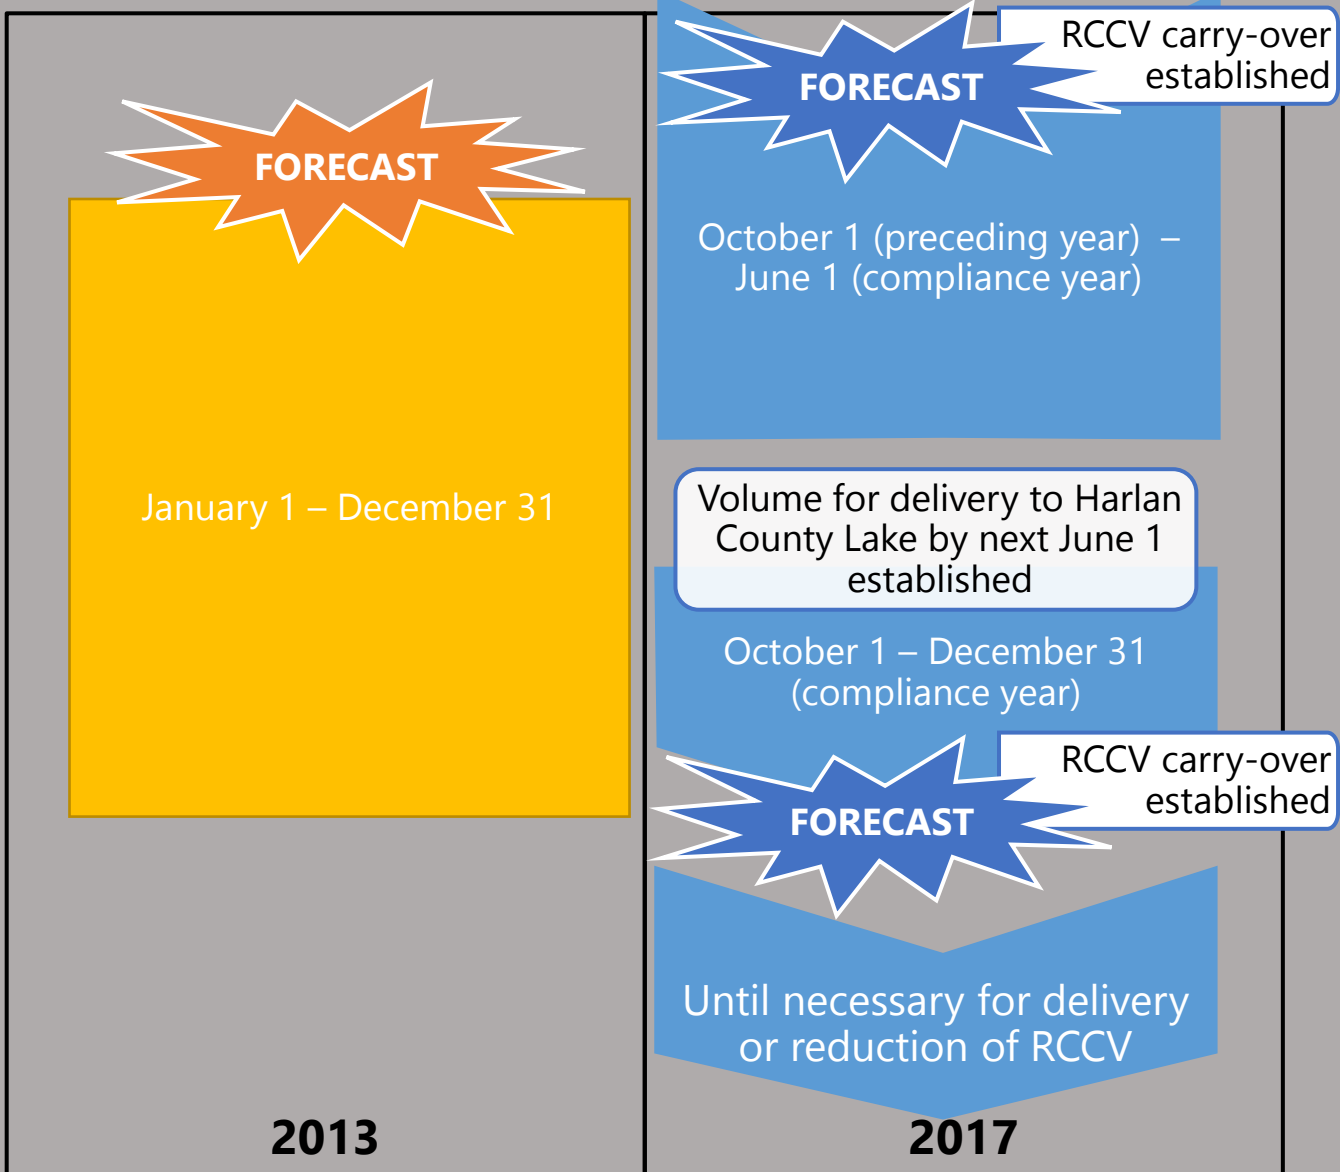 FORECAST
January 1 – December 31
2013
RCCV carry-over
established
FORECAST
October 1 (preceding year) –
June 1 (compliance year)
Volume for delivery to Harlan
County Lake by next June 1
established
October 1 – December 31
(compliance year)
RCCV carry-over
established
FORECAST
Until necessary for delivery
or reduction of RCCV
2017